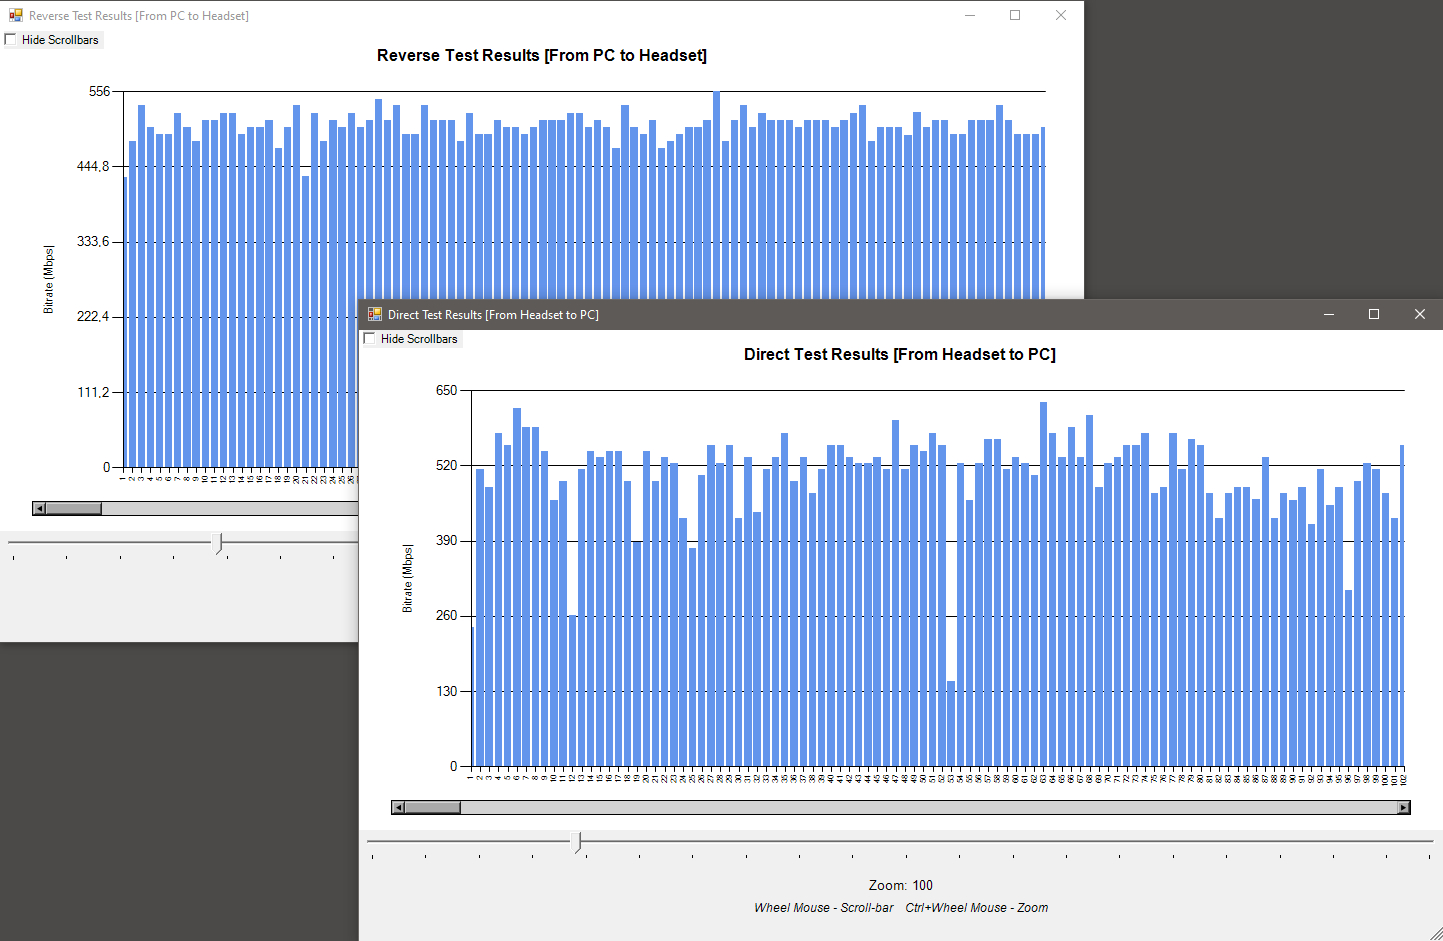 Reverse Test Results [From PC to Headset]
Hide Scrollbars
Reverse Test Results [From PC to Headset]
556
444,8
333,6
222,4
111,2
0
Bitrate (Mbps|
1 2 3 4 5 6 7 8 9 10 11 12 13 14 15 16 17 18 19 20 21 22 23 24 25 26
Direct Test Results [From Headset to PC]
Hide Scrollbars
Direct Test Results [From Headset to PC]
650
520
390
260
130
0
Bitrate (Mbps|
1 2 3 4 5 6 7 8 9 10 11 12 13 14 15 16 17 18 19 20 21 22 23 24 25 26 27 28 29 30 31 32 33 34 35 36 37 38 39 40 41 42 43 44 45 46 47 48 49 50 51 52 53 54 55 56 57 58 59 60 61 62 63 64 65 66 67 68 69 70 71 72 73 74 75 76 77 78 79 80 81 82 83 84 85 86 87 88 89 90 91 92 93 94 95 96 97 98 99 100 101 102
Zoom: 100
Wheel Mouse - Scroll-bar Ctrl+Wheel Mouse - Zoom